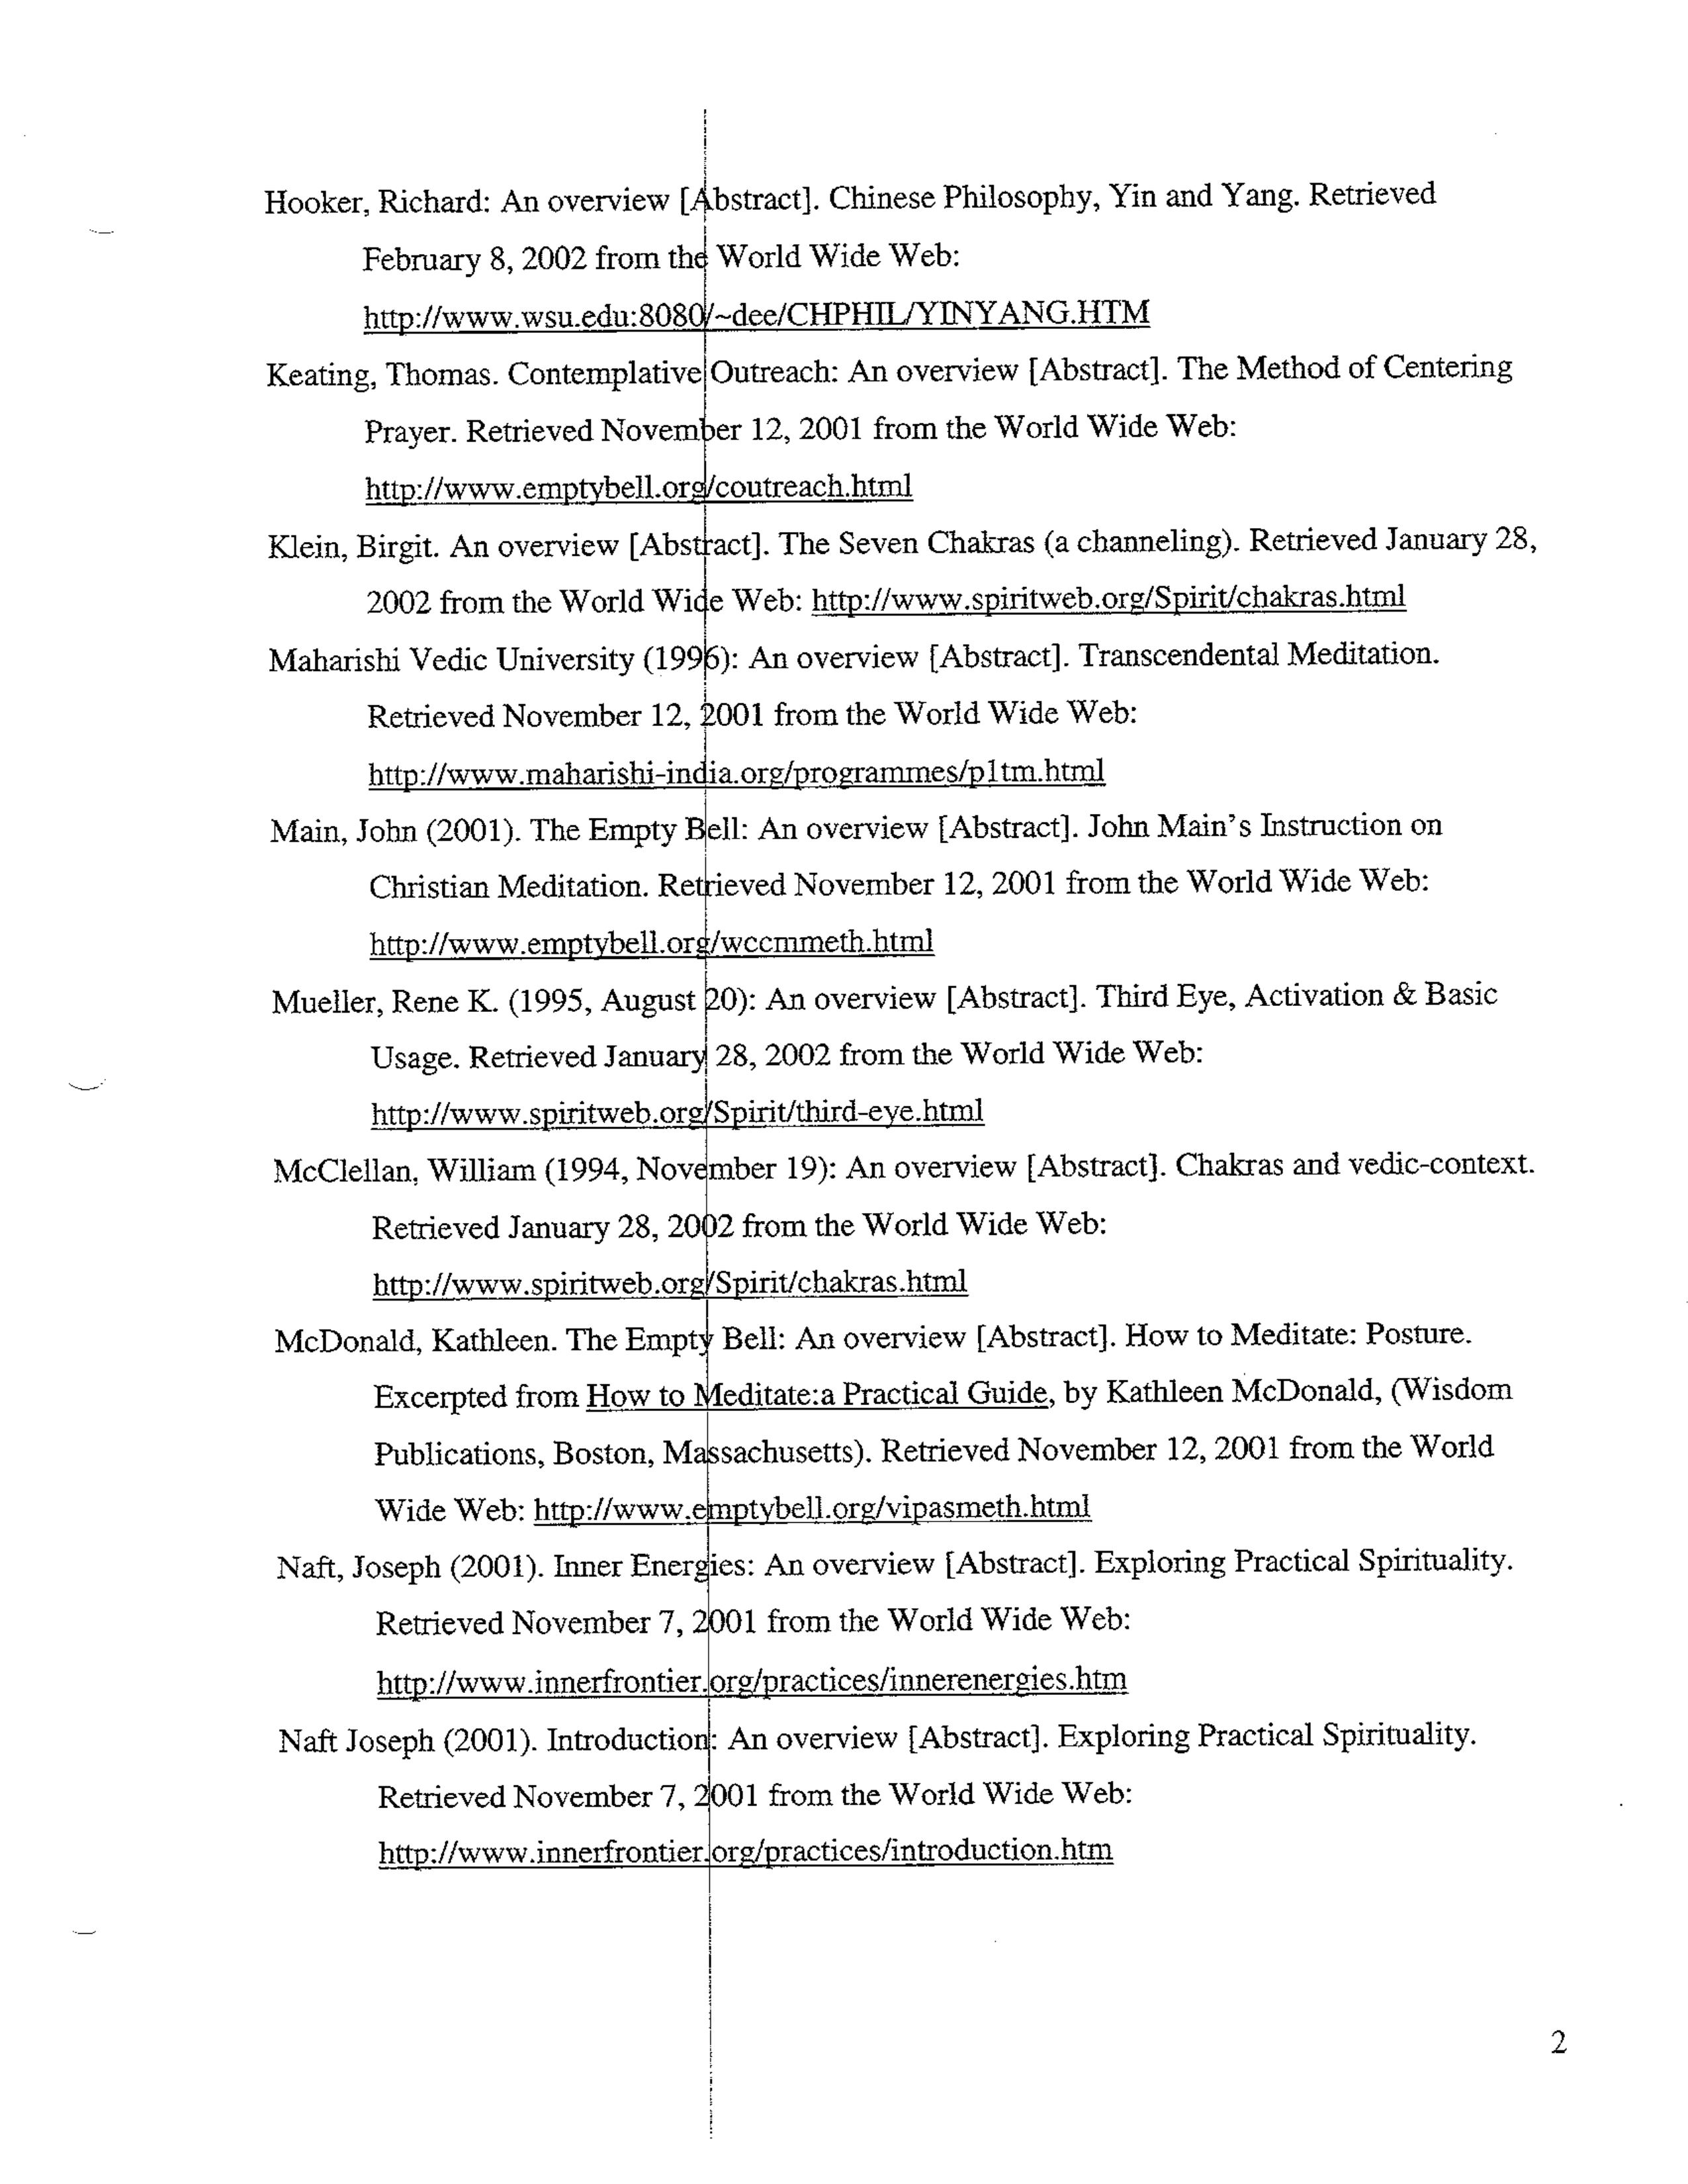 Hooker, Richard: An overview [Abstract]. Chinese Philosophy, Yin and Yang. Retrieved
February 8, 2002 from the World Wide Web:
http://www.wsu.edu:8080/~dee/CHPHIL/YINYANG.HTM
Keating, Thomas. Contemplative Outreach: An overview [Abstract]. The Method of Centering
Prayer. Retrieved November 12, 2001 from the World Wide Web:
http://www.emptybell.org/coutreach.html
Klein, Birgit. An overview [Abstract]. The Seven Chakras (a channeling). Retrieved January 28,
2002 from the World Wide Web: http://www.spiritweb.org/Spirit/chakras.html
Maharishi Vedic University (1996): An overview [Abstract]. Transcendental Meditation.
Retrieved November 12, 2001 from the World Wide Web:
http://www.maharishi-india.org/programmes/p1tm.html
Main, John (2001). The Empty Bell: An overview [Abstract]. John Main's Instruction on
Christian Meditation. Retrieved November 12, 2001 from the World Wide Web:
http://www.emptybell.org/wccmmeth.html
Mueller, Rene K. (1995, August 20): An overview [Abstract]. Third Eye, Activation & Basic
Usage. Retrieved January 28, 2002 from the World Wide Web:
http://www.spiritweb.org/Spirit/third-eye.html
McClellan, William (1994, November 19): An overview [Abstract]. Chakras and vedic-context.
Retrieved January 28, 2002 from the World Wide Web:
http://www.spiritweb.org/Spirit/chakras.html
McDonald, Kathleen. The Empty Bell: An overview [Abstract]. How to Meditate: Posture.
Excerpted from How to Meditate:a Practical Guide, by Kathleen McDonald, (Wisdom
Publications, Boston, Massachusetts). Retrieved November 12, 2001 from the World
Wide Web: http://www.emptybell.org/vipasmeth.html
Naft, Joseph (2001). Inner Energies: An overview [Abstract]. Exploring Practical Spirituality.
Retrieved November 7, 2001 from the World Wide Web:
http://www.innerfrontier.org/practices/innerenergies.htm
Naft Joseph (2001). Introduction: An overview [Abstract]. Exploring Practical Spirituality.
Retrieved November 7, 2001 from the World Wide Web:
http://www.innerfrontier.org/practices/introduction.htm
2